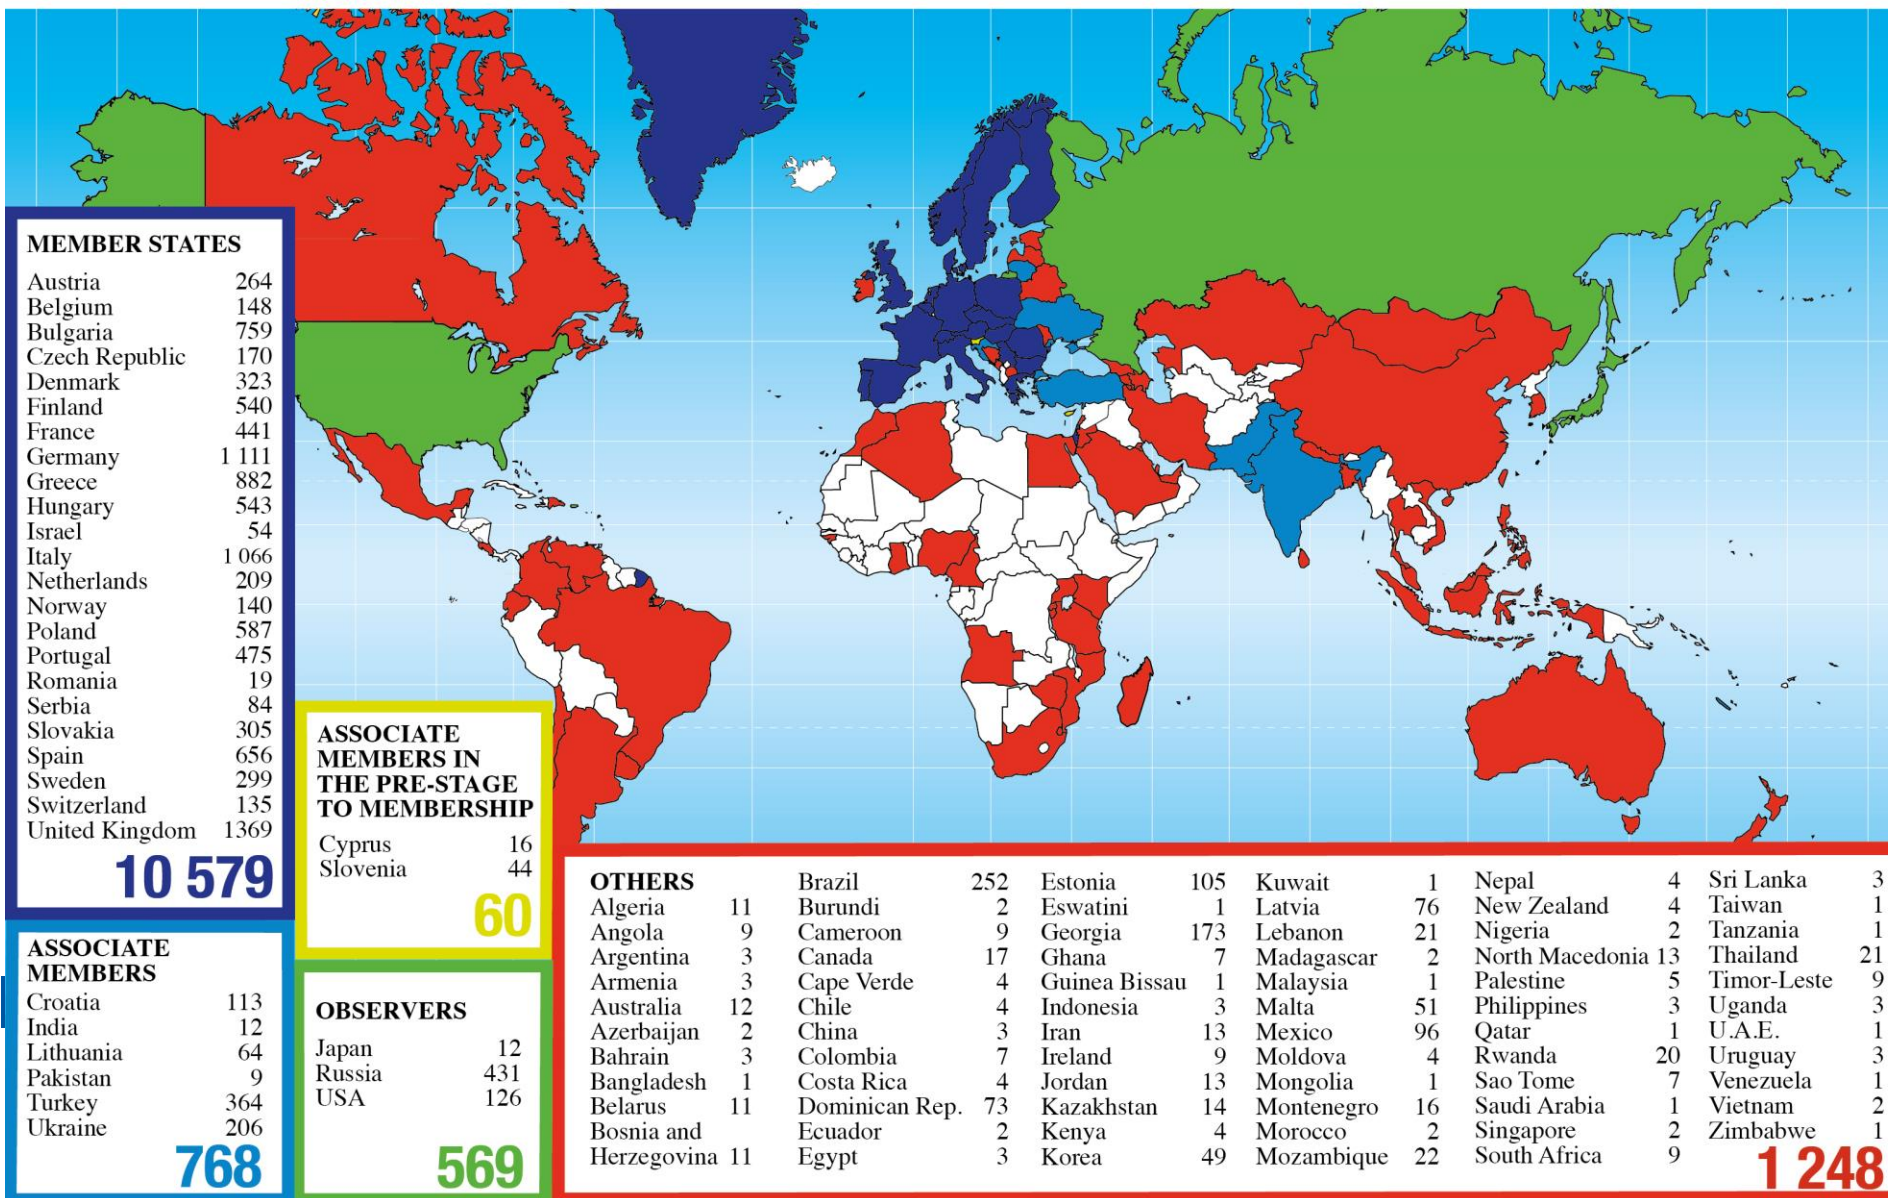 MEMBER STATES
Austria 264
Belgium 148
Bulgaria 759
Czech Republic 170
Denmark 323
Finland 540
France 441
Germany 1 111
Greece 882
Hungary 543
Israel 54
Italy 1 066
Netherlands 209
Norway 140
Poland 587
Portugal 475
Romania 19
Serbia 84
Slovakia 305
Spain 656
Sweden 299
Switzerland 135
United Kingdom 1369
10 579
ASSOCIATE
MEMBERS
Croatia 113
India 12
Lithuania 64
Pakistan 9
Turkey 364
Ukraine 206
768
ASSOCIATE
MEMBERS IN
THE PRE-STAGE
TO MEMBERSHIP
Cyprus 16
Slovenia 44
60
OBSERVERS
Japan 12
Russia 431
USA 126
569
OTHERS
Algeria 11
Angola 9
Argentina 3
Armenia 3
Australia 12
Azerbaijan 2
Bahrain 3
Bangladesh 1
Belarus 11
Bosnia and
Herzegovina 11
Brazil 252
Burundi 2
Cameroon 9
Canada 17
Cape Verde 4
Chile 4
China 3
Colombia 7
Costa Rica 4
Dominican Rep. 73
Ecuador 2
Egypt 3
Estonia 105
Eswatini 1
Georgia 173
Ghana 7
Guinea Bissau 1
Indonesia 3
Iran 13
Ireland 9
Jordan 13
Kazakhstan 14
Kenya 4
Korea 49
Kuwait 1
Latvia 76
Lebanon 21
Madagascar 2
Malaysia 1
Malta 51
Mexico 96
Moldova 4
Mongolia 1
Montenegro 16
Morocco 2
Mozambique 22
Nepal 4
New Zealand 4
Nigeria 2
North Macedonia 13
Palestine 5
Philippines 3
Qatar 1
Rwanda 20
Sao Tome 7
Saudi Arabia 1
Singapore 2
South Africa 9
Sri Lanka 3
Taiwan 1
Tanzania 1
Thailand 21
Timor-Leste 9
Uganda 3
U.A.E. 1
Uruguay 3
Venezuela 1
Vietnam 2
Zimbabwe 1
1 248